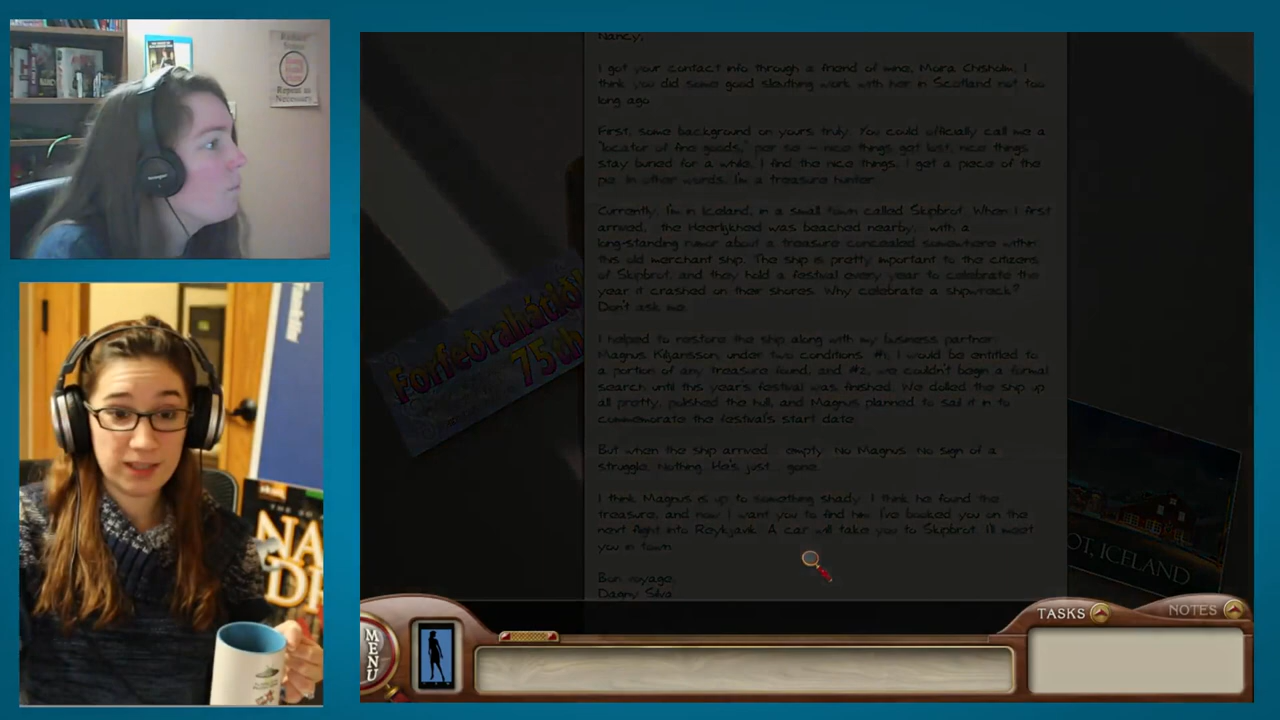 Repeat as
Necessary
Nancy,
I got your contact info through a friend of mine, Moira Chisholm. I
think you did some good sleuthing work with her in Scotland not too
long ago.
First, some background on yours truly. You could officially call me a
"locator of fine goods," per se - nice things get lost, nice things
stay buried for a while, I find the nice things, I get a piece of the
pie. In other words, I'm a treasure hunter.
Currently, I'm in Iceland, in a small town called Skipbrot. When I first
arrived, the Heerlijkheid was beached nearby, with a
long-standing rumor about a treasure concealed somewhere within
this old merchant ship. The ship is pretty important to the citizens
of Skipbrot, and they hold a festival every year to celebrate the
year it crashed on their shores. Why celebrate a shipwreck?
Don't ask me.
I helped to restore the ship along with my business partner
Magnus Kiljansson, under two conditions: #1, I would be entitled to
a portion of any treasure found, and #2, we couldn't begin a formal
search until this year's festival was finished. We dolled the ship up
all pretty, patched the hull, and Magnus planned to sail it in to
commemorate the festival's start date.
But when the ship arrived... empty. No Magnus. No sign of a
struggle. Nothing. He's just... gone.
I think Magnus is up to something shady. I think he found the
treasure, and now I want you to find him. I've booked you on the
next flight into Reykjavik. A car will take you to Skipbrot. I'll meet
you in town.
Bon voyage,
Dagny Silva
75th
OT, ICELAND
NA
D
MENU
TASKS
NOTES